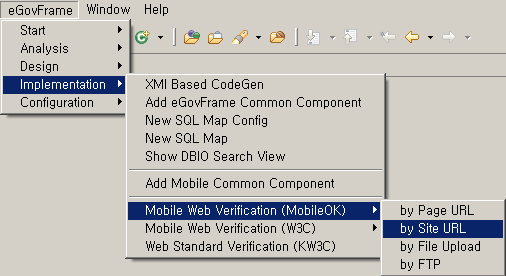 eGovFrame Window Help
Start
Analysis
Design
Implementation
Configuration
XMI Based CodeGen
Add eGovFrame Common Component
New SQL Map Config
New SQL Map
Show DBIO Search View
Add Mobile Common Component
Mobile Web Verification (MobileOK)
Mobile Web Verification (W3C)
Web Standard Verification (KW3C)
by Page URL
by Site URL
by File Upload
by FTP